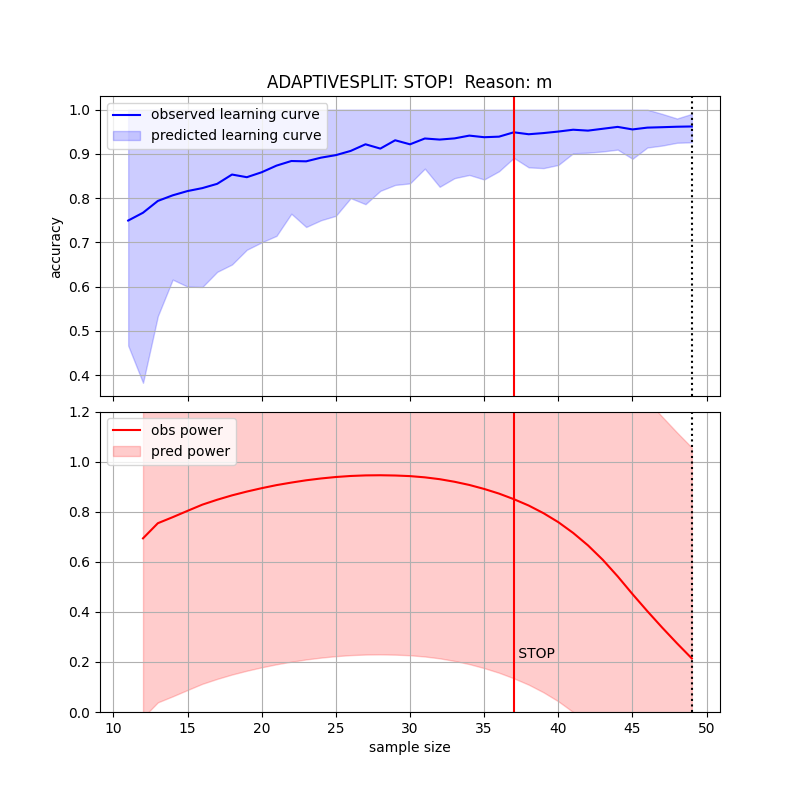 ADAPTIVESPLIT: STOP!  Reason: m
observed learning curve
predicted learning curve
1.0
0.9
0.8
0.7
0.6
0.5
0.4
accuracy
obs power
pred power
1.2
1.0
0.8
0.6
0.4
0.2
0.0
STOP
10 15 20 25 30 35 40 45 50
sample size